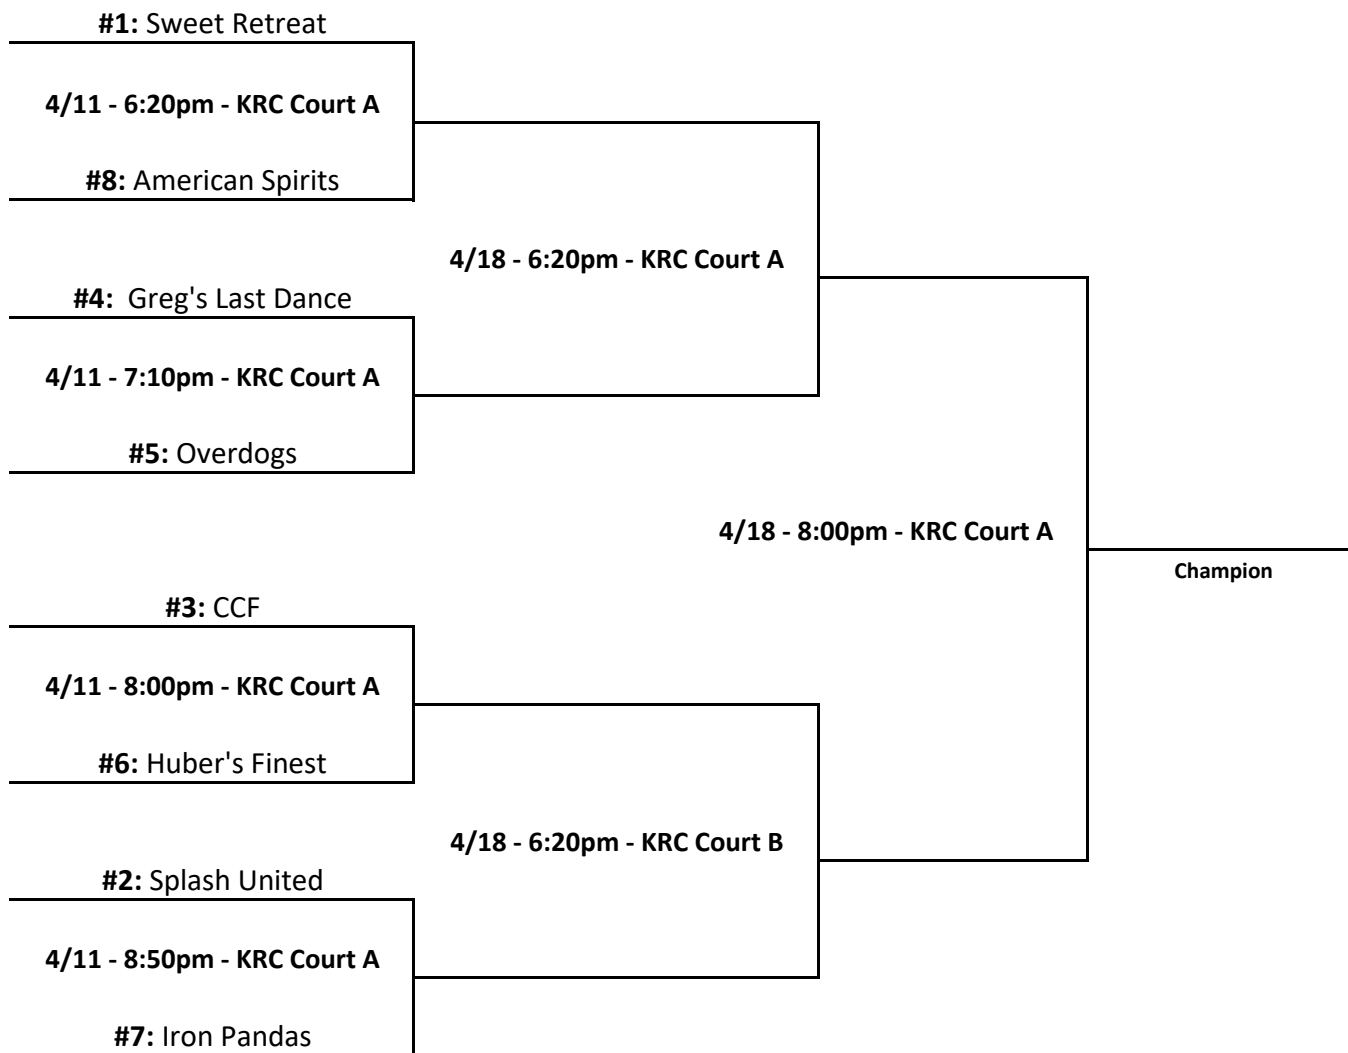 #1: Sweet Retreat
4/11 - 6:20pm - KRC Court A
#8: American Spirits
4/18 - 6:20pm - KRC Court A
#4:  Greg's Last Dance
4/11 - 7:10pm - KRC Court A
#5: Overdogs
4/18 - 8:00pm - KRC Court A
Champion
#3: CCF
4/11 - 8:00pm - KRC Court A
#6: Huber's Finest
4/18 - 6:20pm - KRC Court B
#2: Splash United
4/11 - 8:50pm - KRC Court A
#7: Iron Pandas